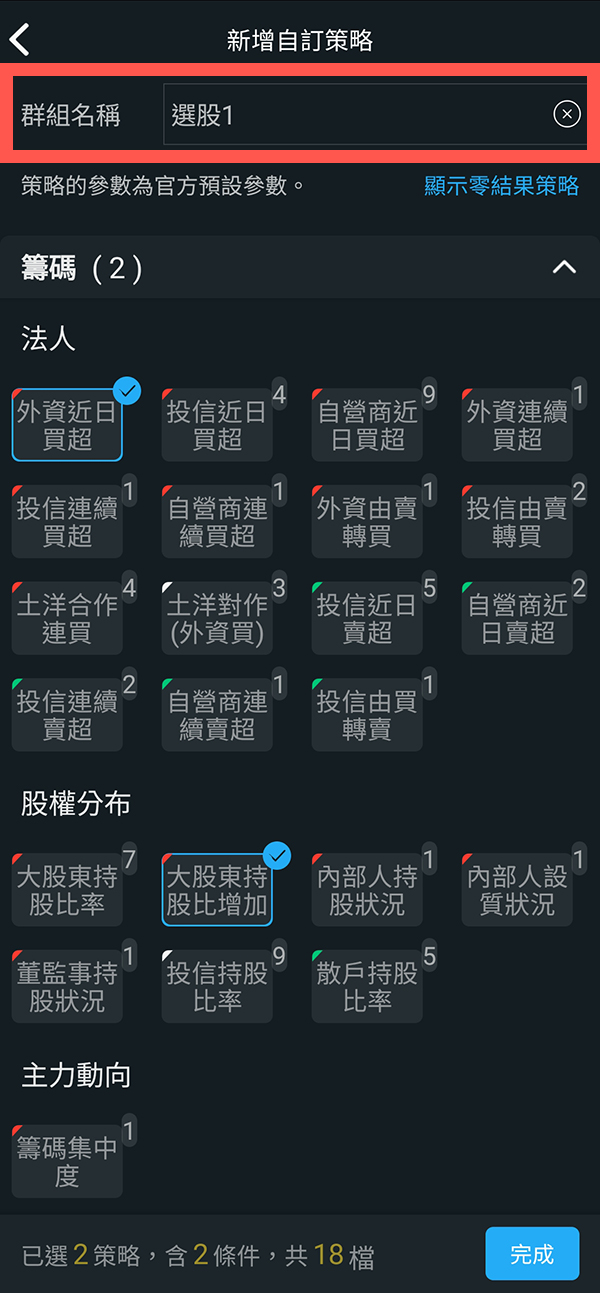 新增自訂策略
群組名稱 選股1
策略的參數為官方預設參數。 顯示零結果策略
籌碼 (2)
法人
外資近日買超
投信近日買超 4
自營商近日買超 9
外資連續買超 1
投信連續買超 1
自營商連續買超 1
外資由賣轉買 1
投信由賣轉買 2
土洋合作連買 4
土洋對作(外資買) 3
投信近日賣超 5
自營商近日賣超 2
投信連續賣超 2
自營商連續賣超 1
投信由買轉賣 1
股權分布
大股東持股比率 7
大股東持股比增加
內部人持股狀況 1
內部人設質狀況 1
董監事持股狀況 1
投信持股比率 9
散戶持股比率 5
主力動向
籌碼集中度 1
已選2策略，含2條件，共18檔 完成